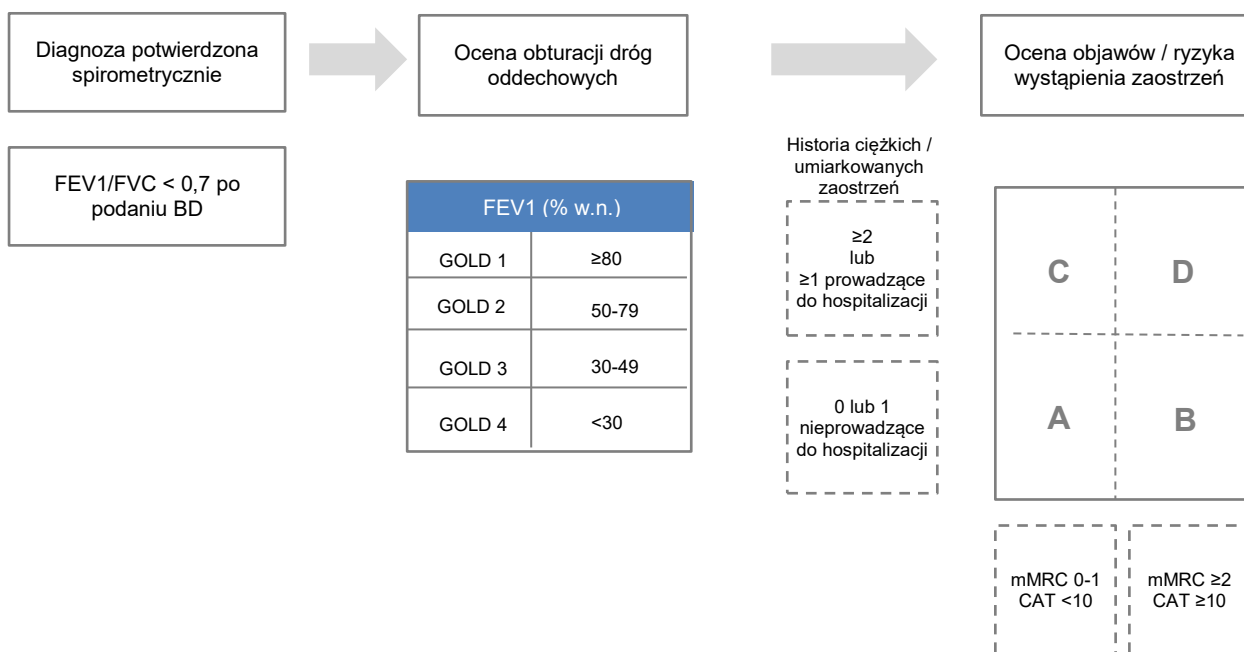 Diagnoza potwierdzona
spirometrycznie
Ocena obturacji dróg
oddechowych
Ocena objawów / ryzyka
wystąpienia zaostrzeń
FEV1/FVC < 0,7 po
podaniu BD
FEV1 (% w.n.)
GOLD 1 ≥80
GOLD 2 50-79
GOLD 3 30-49
GOLD 4 <30
Historia ciężkich /
umiarkowanych
zaostrzeń
≥2
lub
≥1 prowadzące
do hospitalizacji
0 lub 1
nieprowadzące
do hospitalizacji
C D
A B
mMRC 0-1
CAT <10
mMRC ≥2
CAT ≥10